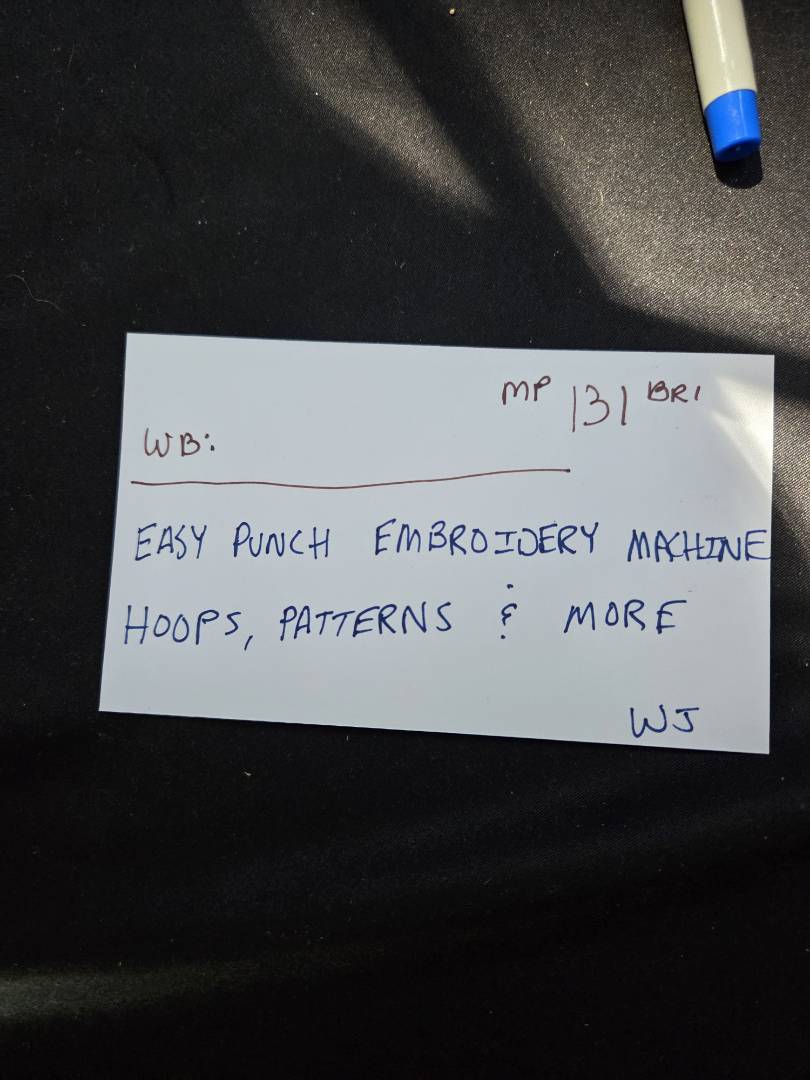 MP 131 BRI
WB:
EASY PUNCH EMBROIDERY MACHINE
HOOPS, PATTERNS & MORE
WJ